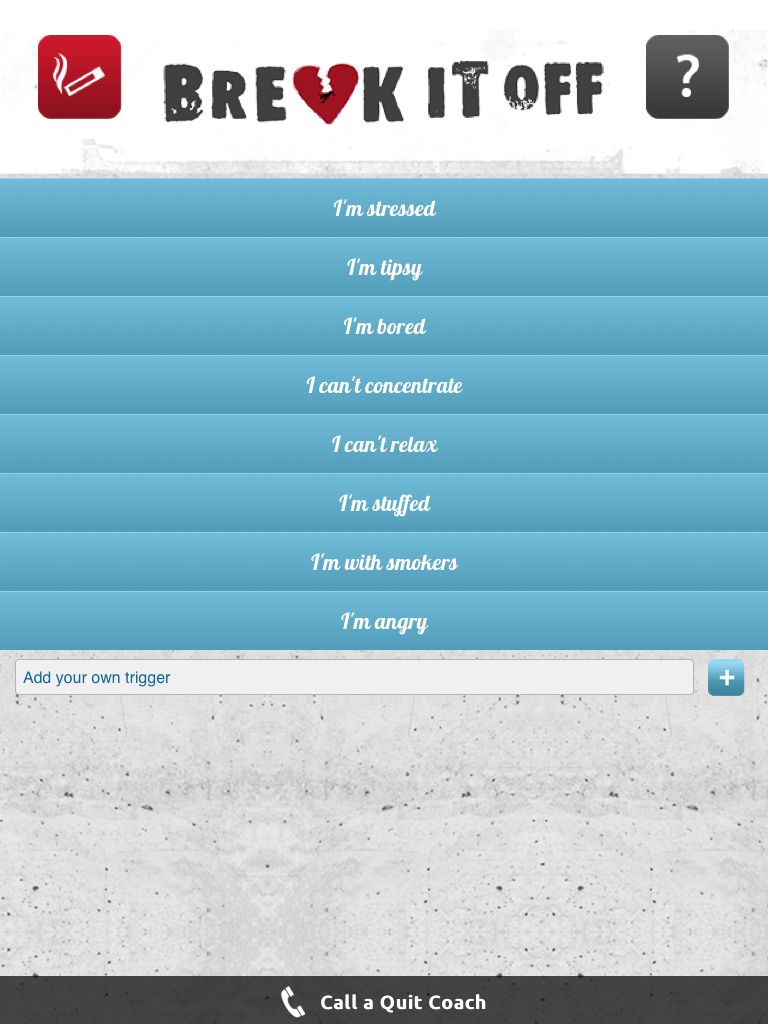 BREAK IT OFF
?
I'm stressed
I'm tipsy
I'm bored
I can't concentrate
I can't relax
I'm stuffed
I'm with smokers
I'm angry
Add your own trigger
+
Call a Quit Coach